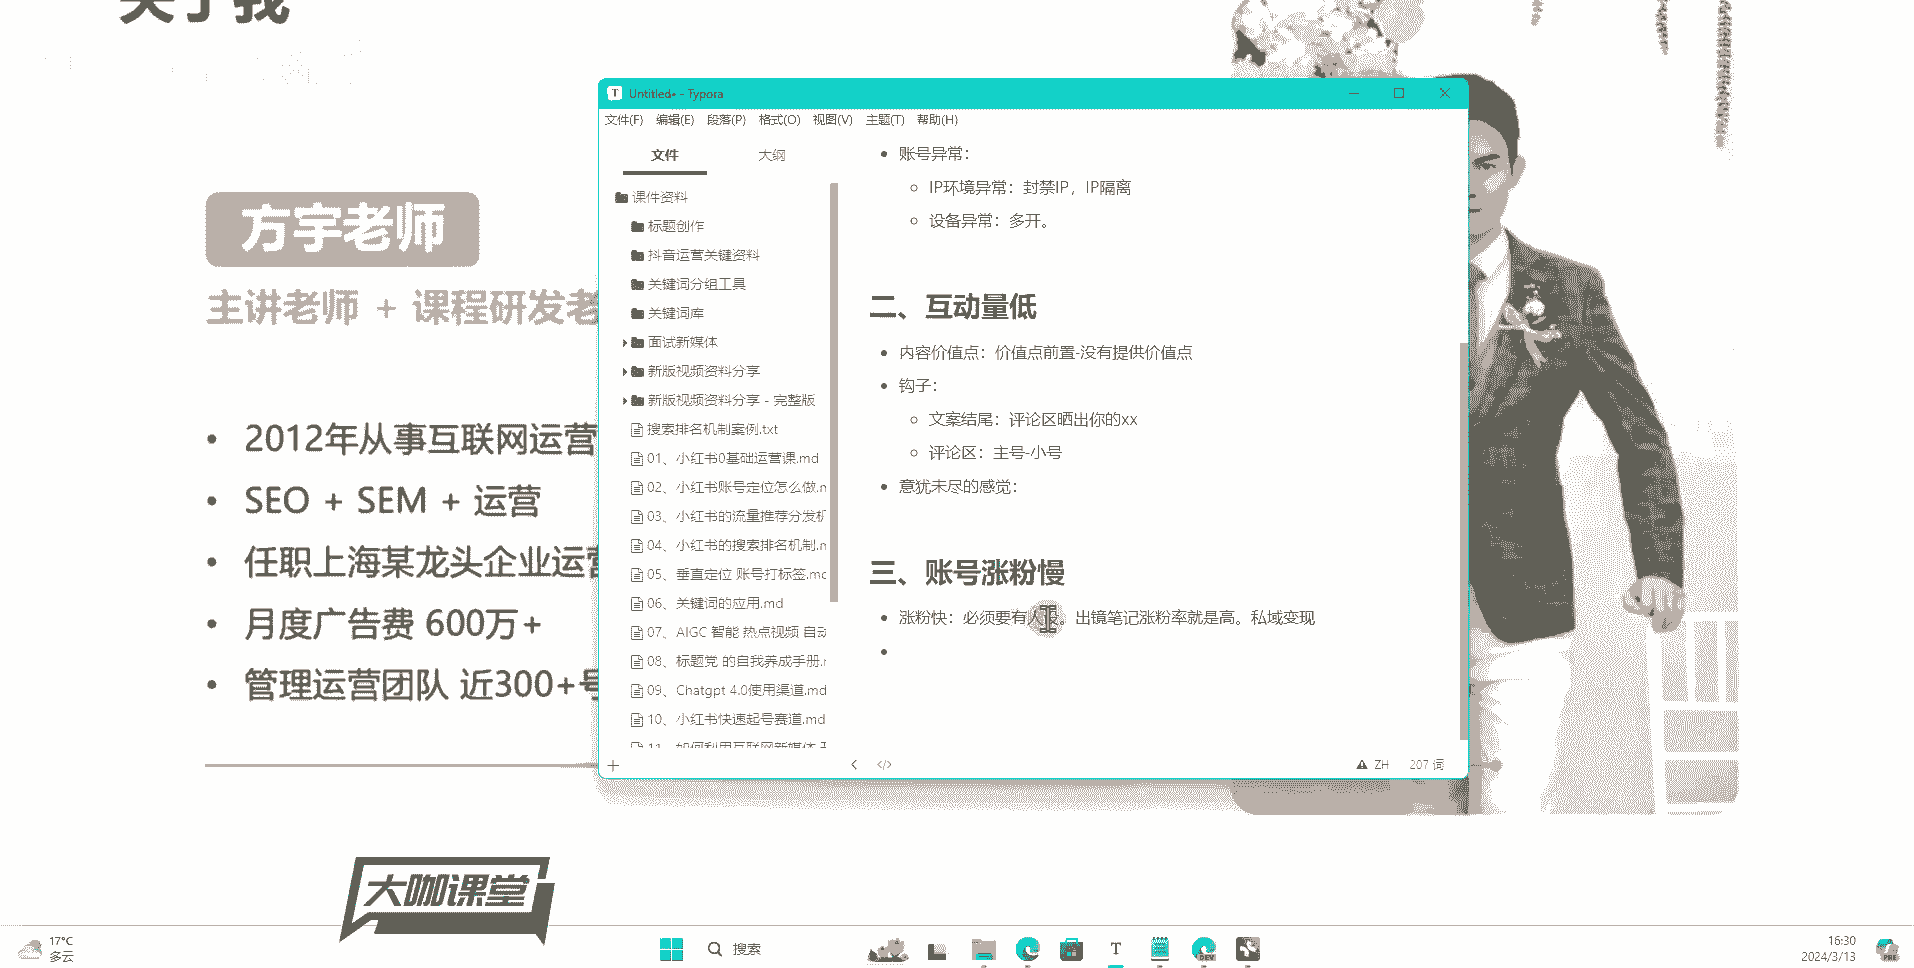 关于我
方宇老师
主讲老师 + 课程研发老
2012年从事互联网运营
SEO + SEM + 运营
任职上海某龙头企业运营
月度广告费 600万+
管理运营团队 近300+号
T Untitled• - Typora
文件(F) 编辑(E) 段落(P) 格式(O) 视图(V) 主题(T) 帮助(H)
文件 大纲
课件资料
标题创作
抖音运营关键资料
关键词分组工具
关键词库
面试新媒体
新版视频资料分享
新版视频资料分享 - 完整版
搜索排名机制案例.txt
01、小红书0基础运营课.md
02、小红书账号定位怎么做.m
03、小红书的流量推荐分发机
04、小红书的搜索排名机制.m
05、垂直定位 账号打标签.md
06、关键词的应用.md
07、AIGC 智能 热点视频 自动
08、标题党 的自我养成手册.m
09、Chatgpt 4.0使用渠道.md
10、小红书快速起号赛道.md
11、如何利用互联网新媒体
账号异常：
IP环境异常：封禁IP，IP隔离
设备异常：多开。
二、互动量低
内容价值点：价值点前置-没有提供价值点
钩子：
文案结尾：评论区晒出你的xx
评论区：主号-小号
意犹未尽的感觉：
三、账号涨粉慢
涨粉快：必须要有人设。出镜笔记涨粉率就是高。私域变现
ZH 207 词
大咖课堂
17°C
多云
搜索
T
DEV
16:30
2024/3/13
PRE